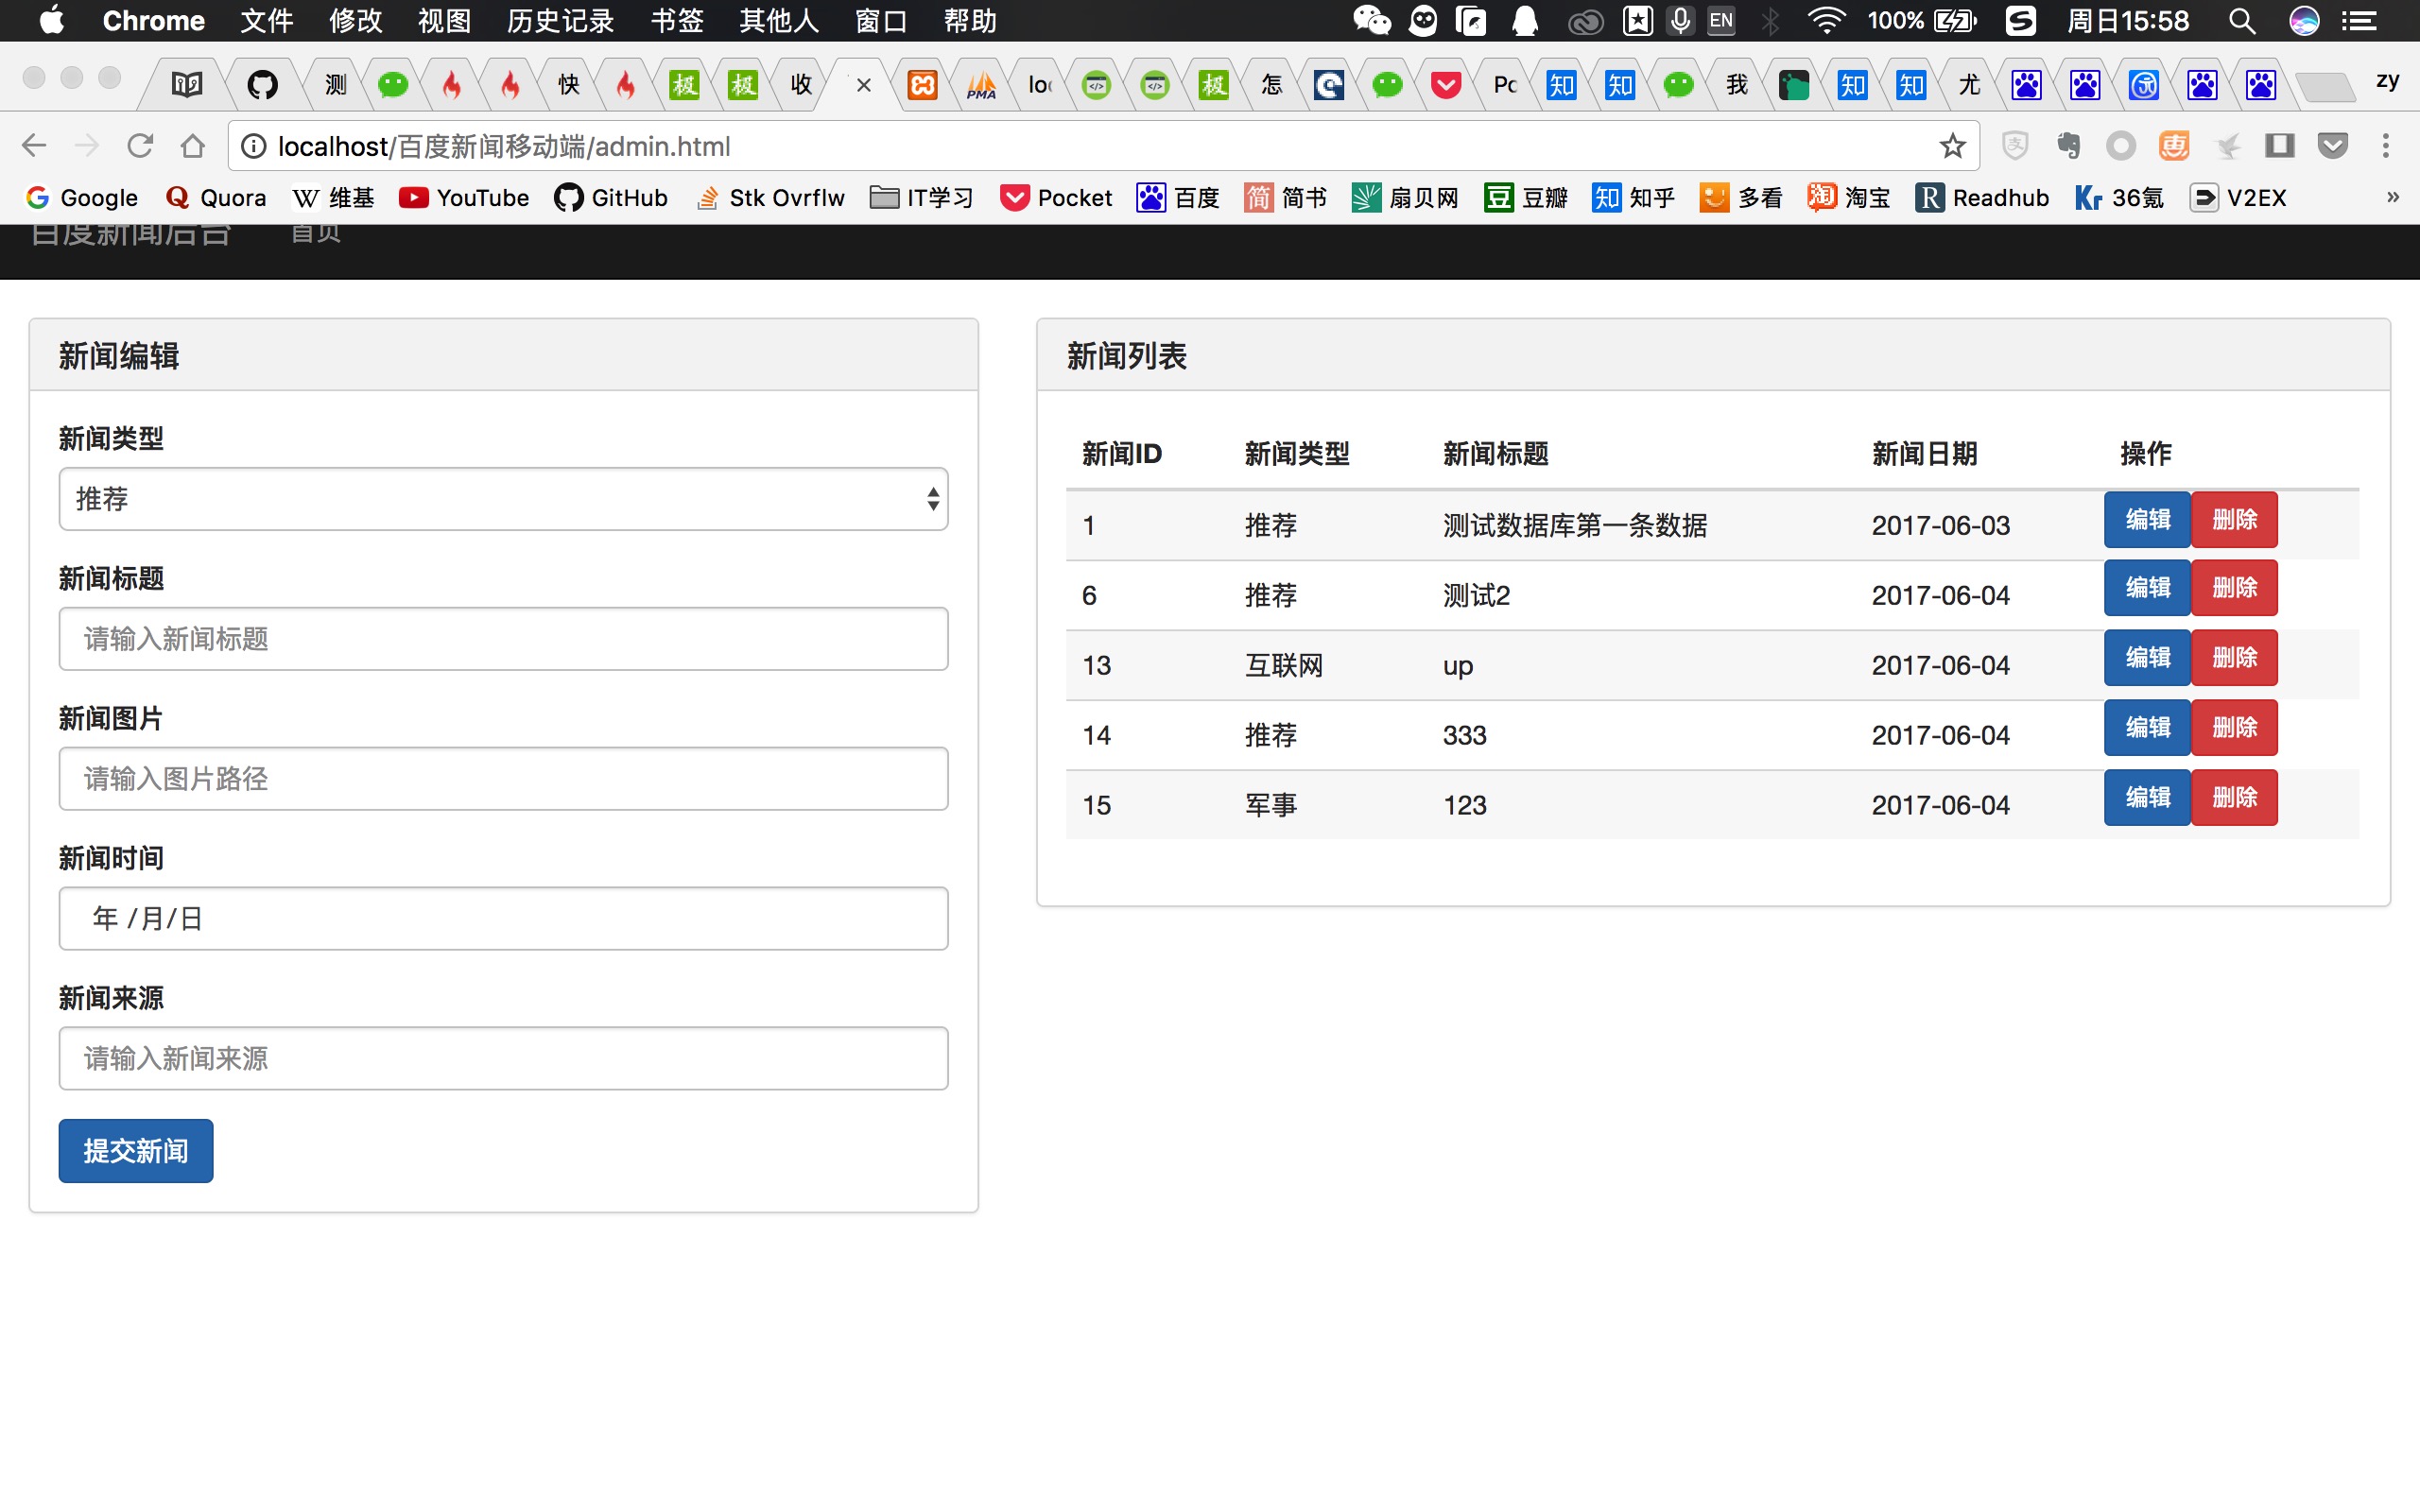 Chrome 文件 修改 视图 历史记录 书签 其他人 窗口 帮助 EN 100% 周日15:58
测 快 极 极 收 PMA loc 极 怎 Pc 知 知 我 知 知 尤 zy
localhost/百度新闻移动端/admin.html
Google Quora 维基 YouTube GitHub Stk Ovrflw IT学习 Pocket 百度 简书 扇贝网 豆瓣 知乎 多看 淘宝 Readhub 36氪 V2EX »
百度新闻后台 首页
新闻编辑
新闻类型
推荐
新闻标题
请输入新闻标题
新闻图片
请输入图片路径
新闻时间
年 /月/日
新闻来源
请输入新闻来源
提交新闻
新闻列表
新闻ID 新闻类型 新闻标题 新闻日期 操作
1 推荐 测试数据库第一条数据 2017-06-03 编辑 删除
6 推荐 测试2 2017-06-04 编辑 删除
13 互联网 up 2017-06-04 编辑 删除
14 推荐 333 2017-06-04 编辑 删除
15 军事 123 2017-06-04 编辑 删除